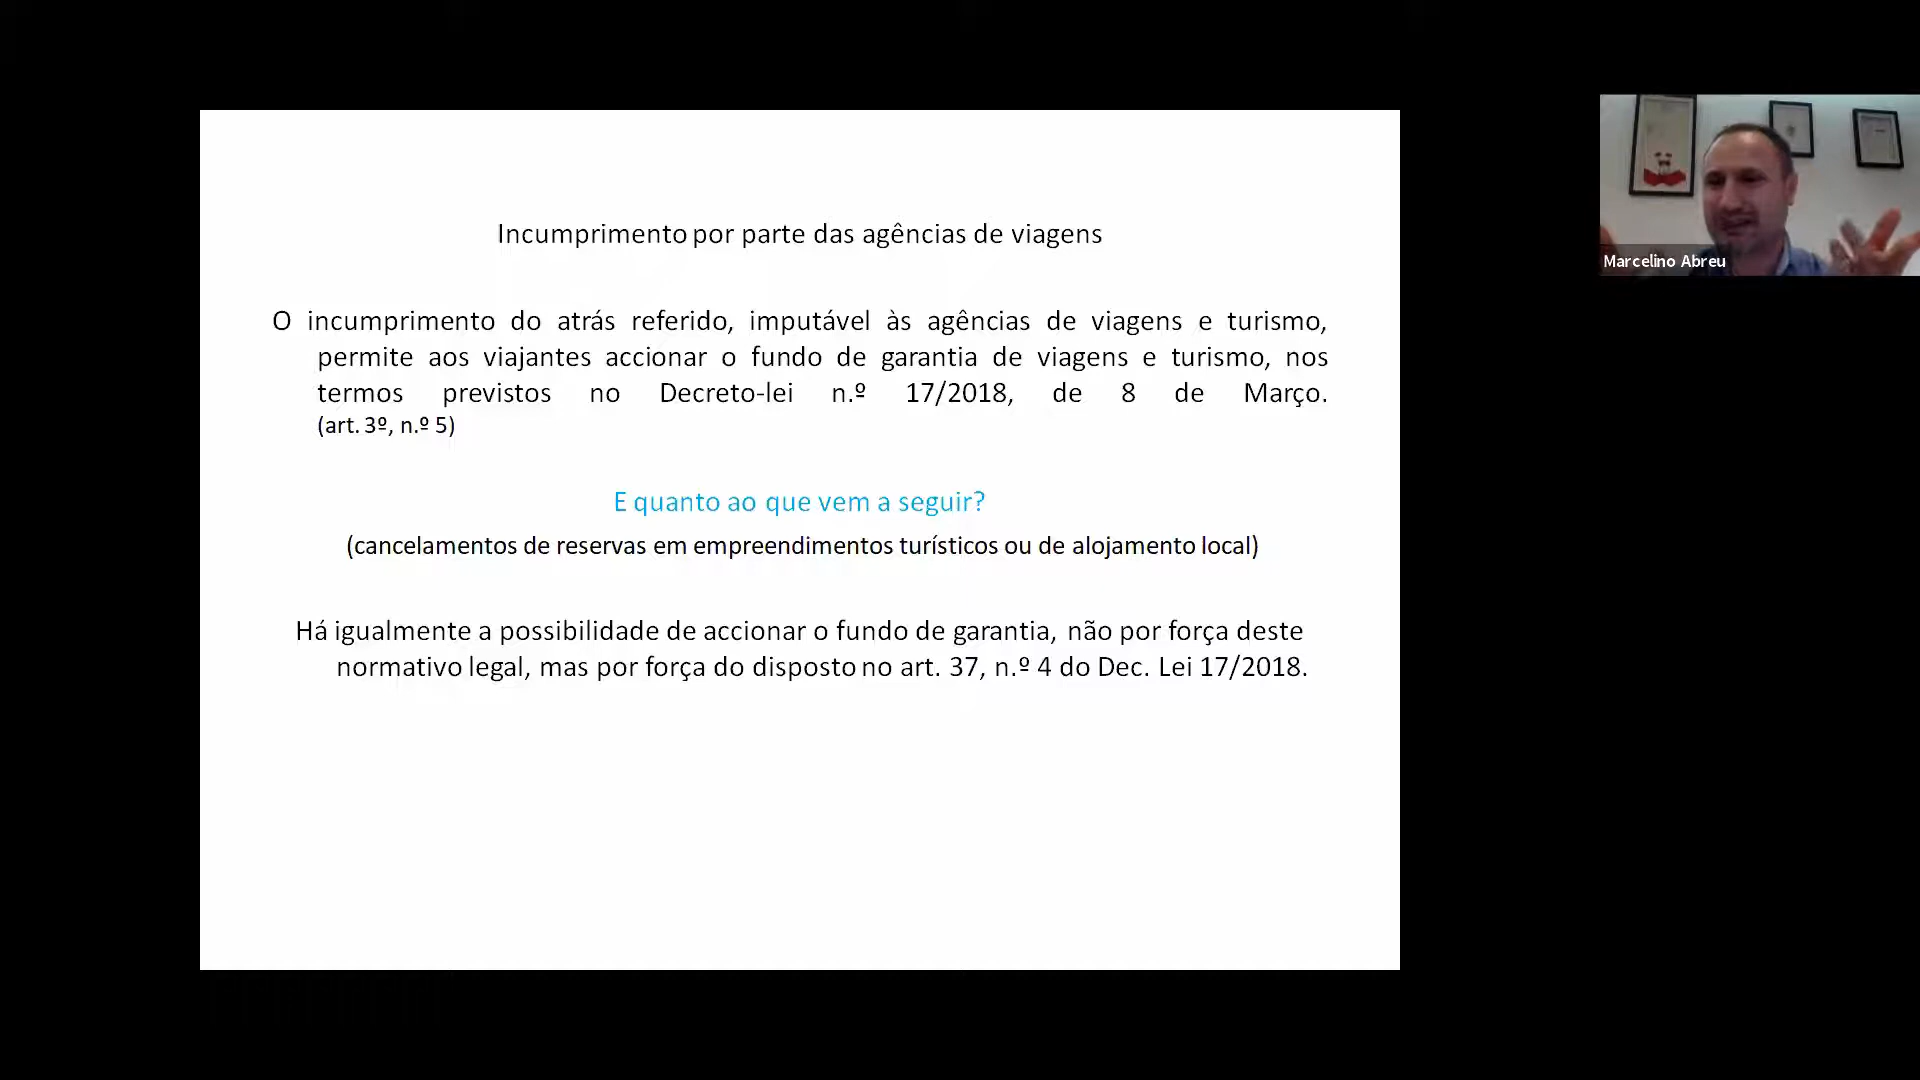 Incumprimento por parte das agências de viagens
O incumprimento do atrás referido, imputável às agências de viagens e turismo,
permite aos viajantes accionar o fundo de garantia de viagens e turismo, nos
termos previstos no Decreto-lei n.º 17/2018, de 8 de Março.
(art. 3º, n.º 5)
E quanto ao que vem a seguir?
(cancelamentos de reservas em empreendimentos turísticos ou de alojamento local)
Há igualmente a possibilidade de accionar o fundo de garantia, não por força deste
normativo legal, mas por força do disposto no art. 37, n.º 4 do Dec. Lei 17/2018.
Marcelino Abreu